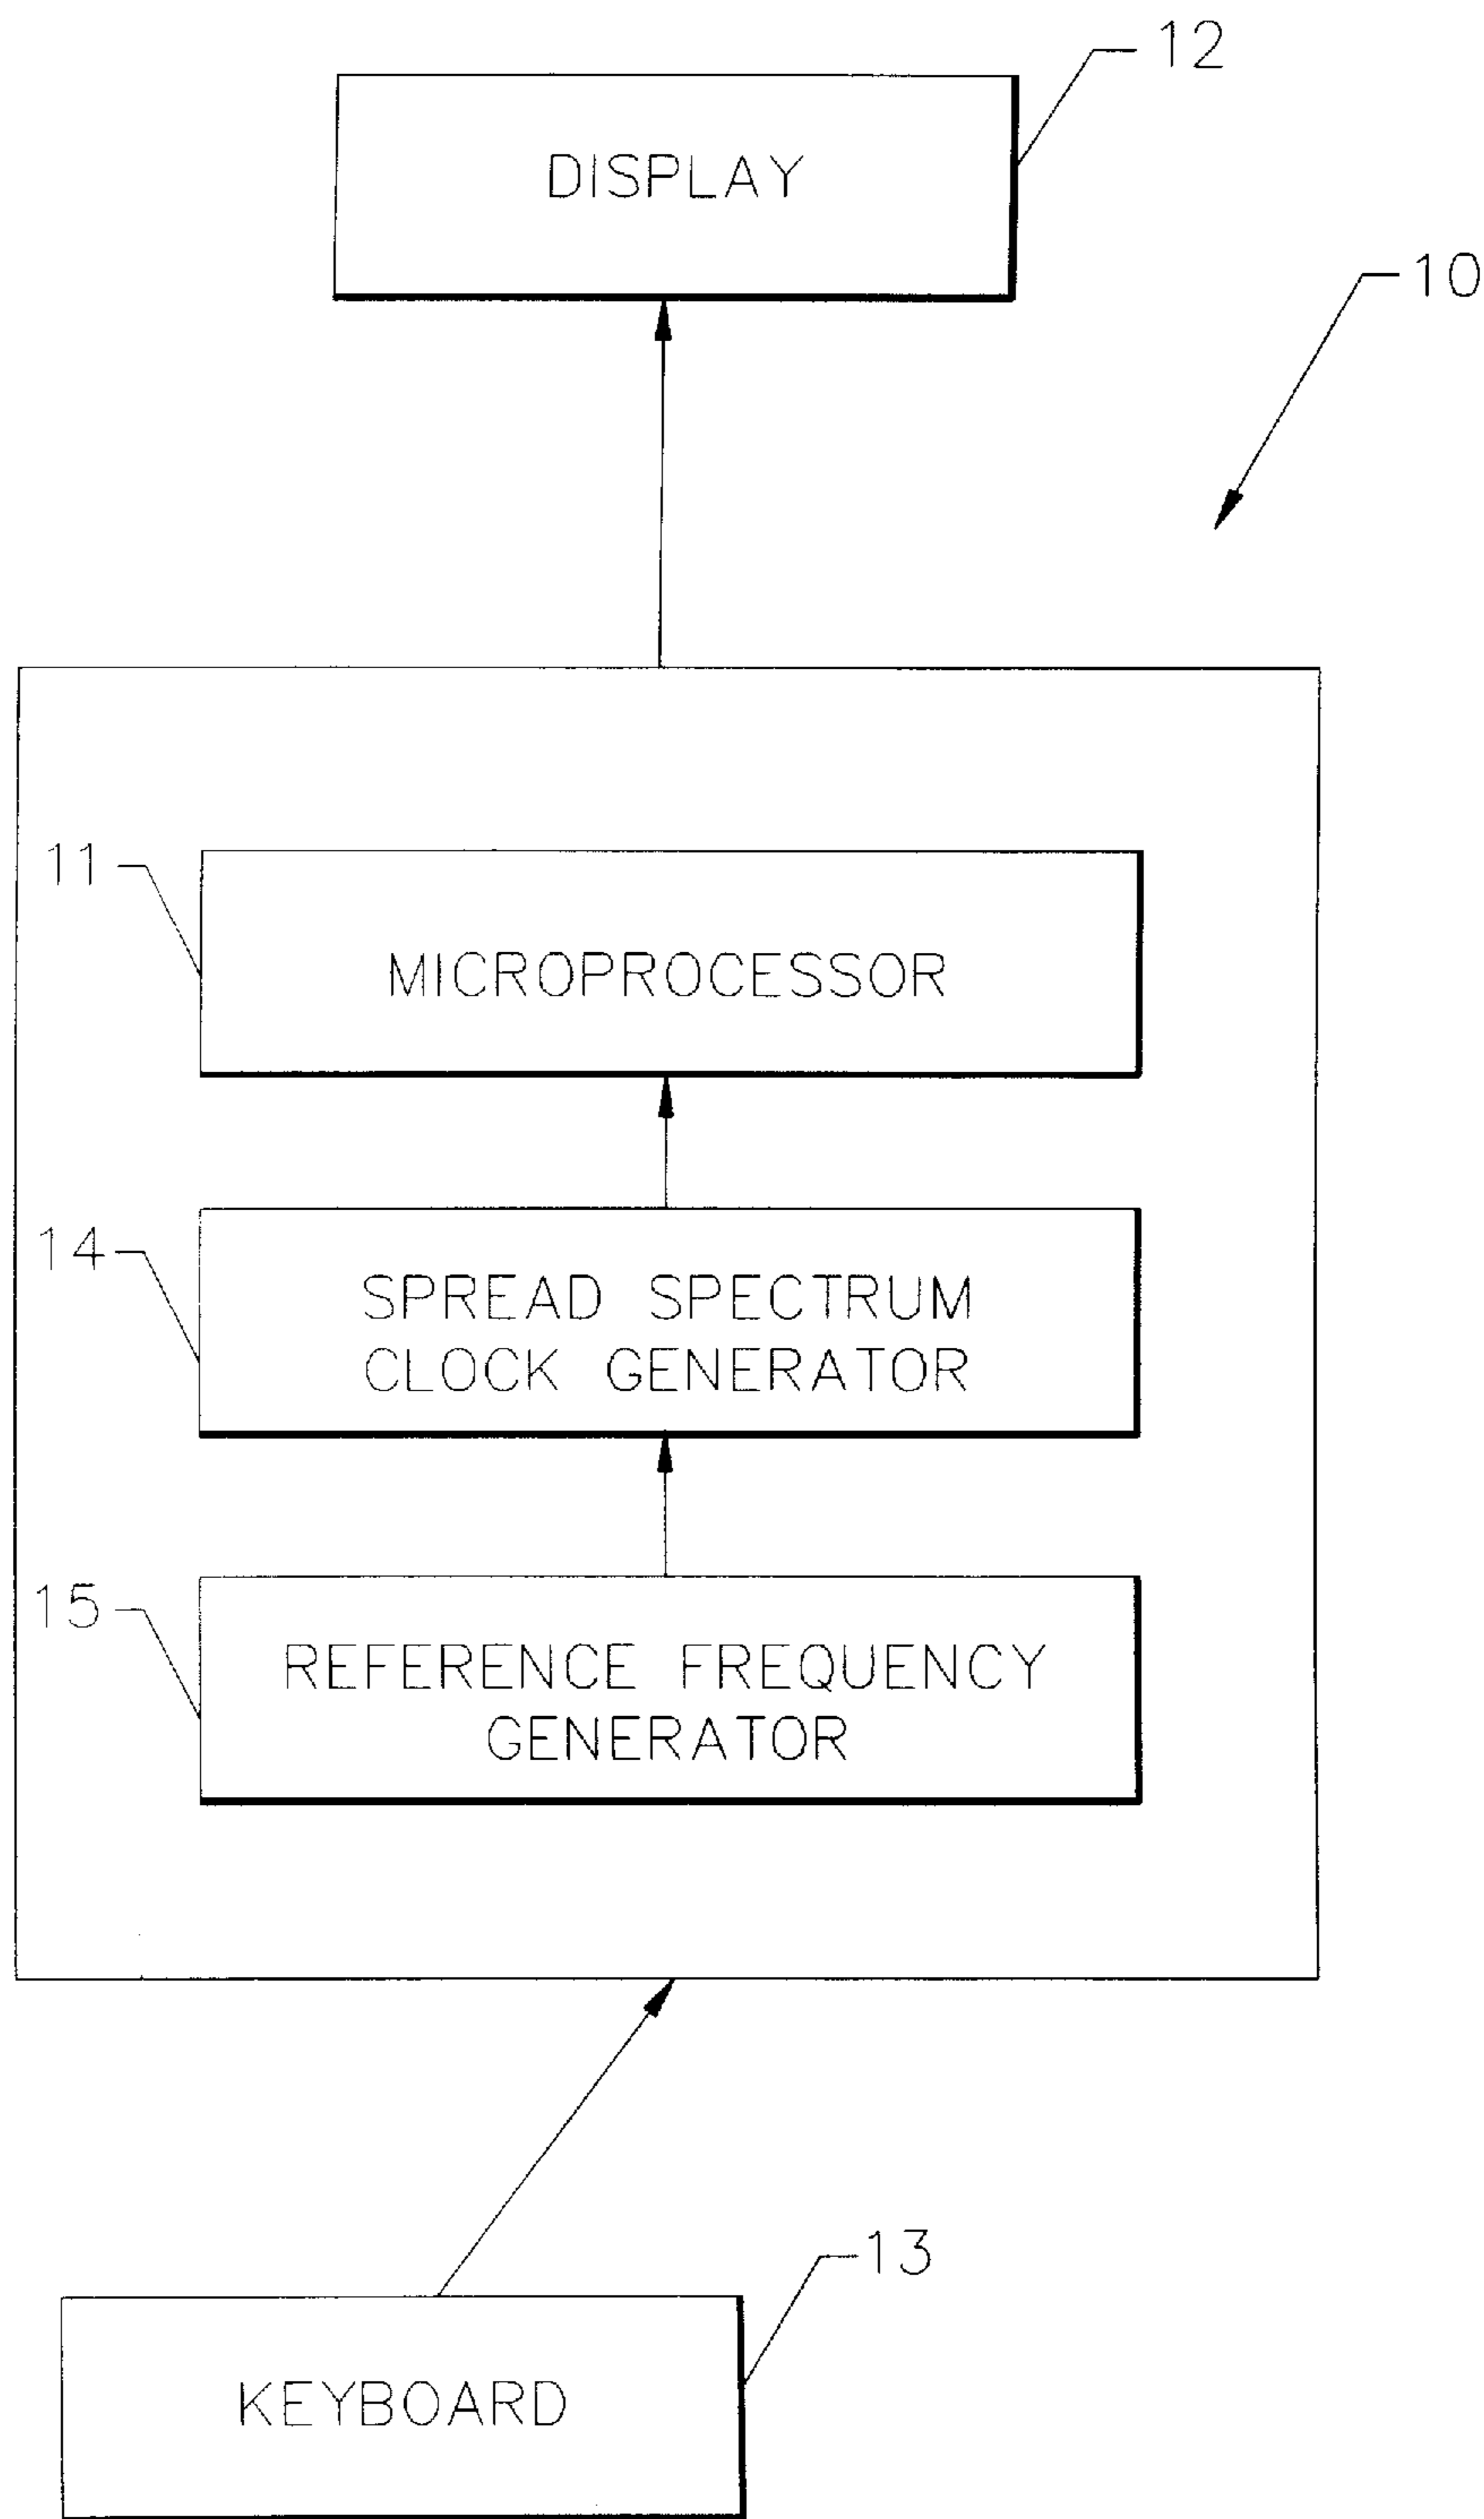 12
DISPLAY
10
11
MICROPROCESSOR
14
SPREAD SPECTRUM
CLOCK GENERATOR
15
REFERENCE FREQUENCY
GENERATOR
13
KEYBOARD